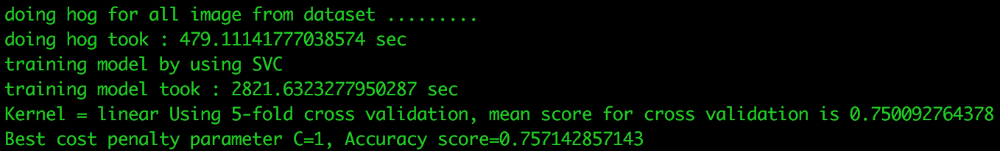 doing hog for all image from dataset .........
doing hog took : 479.11141777038574 sec
training model by using SVC
training model took : 2821.6323277950287 sec
Kernel = linear Using 5-fold cross validation, mean score for cross validation is 0.750092764378
Best cost penalty parameter C=1, Accuracy score=0.757142857143